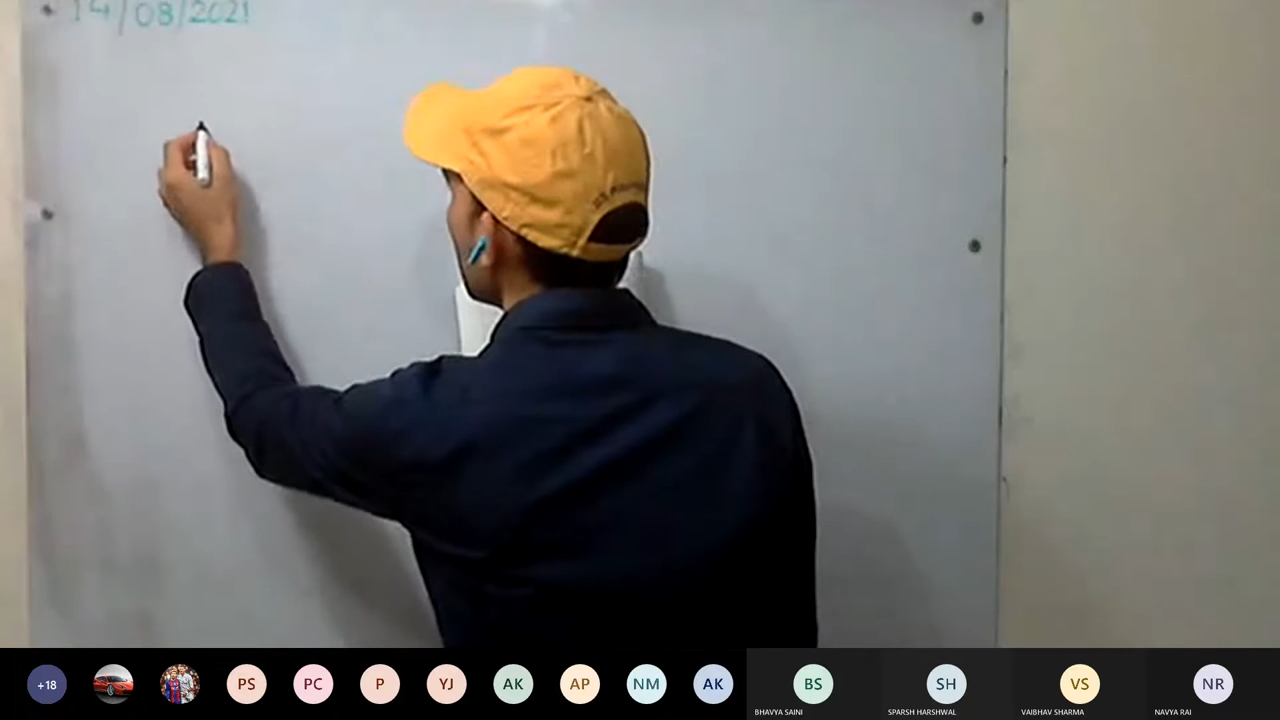 14/08/2021
+18
PS
PC
P
YJ
AK
AP
NM
AK
BS
SH
VS
NR
BHAVYA SAINI
SPARSH HARSHWAL
VAIBHAV SHARMA
NAVYA RAI